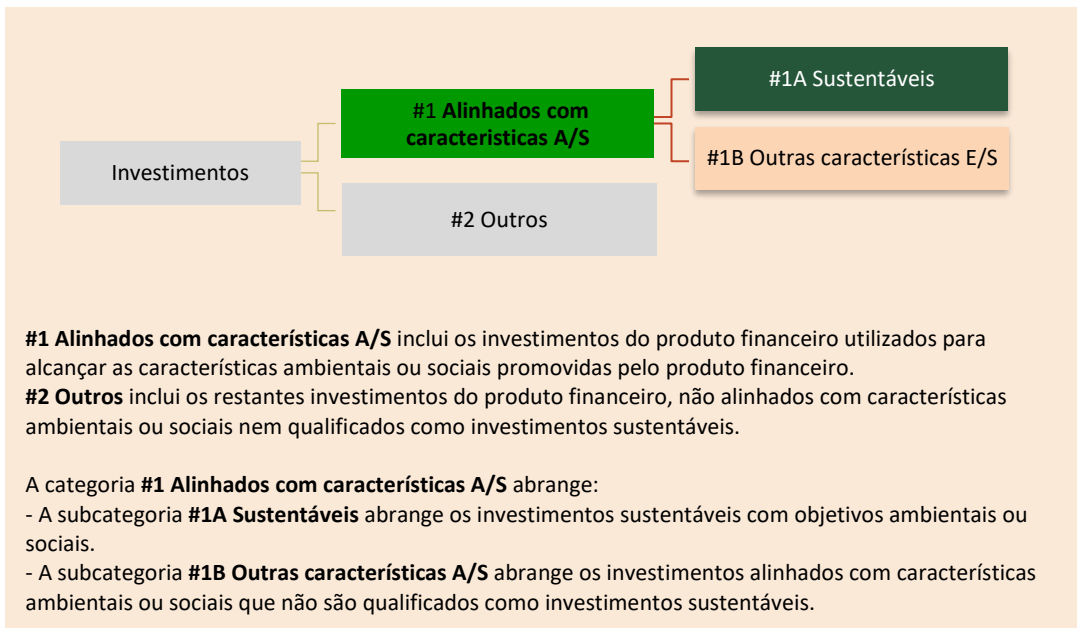 #1A Sustentáveis
#1 Alinhados com
caracteristicas A/S
#1B Outras características E/S
Investimentos
#2 Outros
#1 Alinhados com características A/S inclui os investimentos do produto financeiro utilizados para
alcançar as características ambientais ou sociais promovidas pelo produto financeiro.
#2 Outros inclui os restantes investimentos do produto financeiro, não alinhados com características
ambientais ou sociais nem qualificados como investimentos sustentáveis.
A categoria #1 Alinhados com características A/S abrange:
- A subcategoria #1A Sustentáveis abrange os investimentos sustentáveis com objetivos ambientais ou
sociais.
- A subcategoria #1B Outras características A/S abrange os investimentos alinhados com características
ambientais ou sociais que não são qualificados como investimentos sustentáveis.